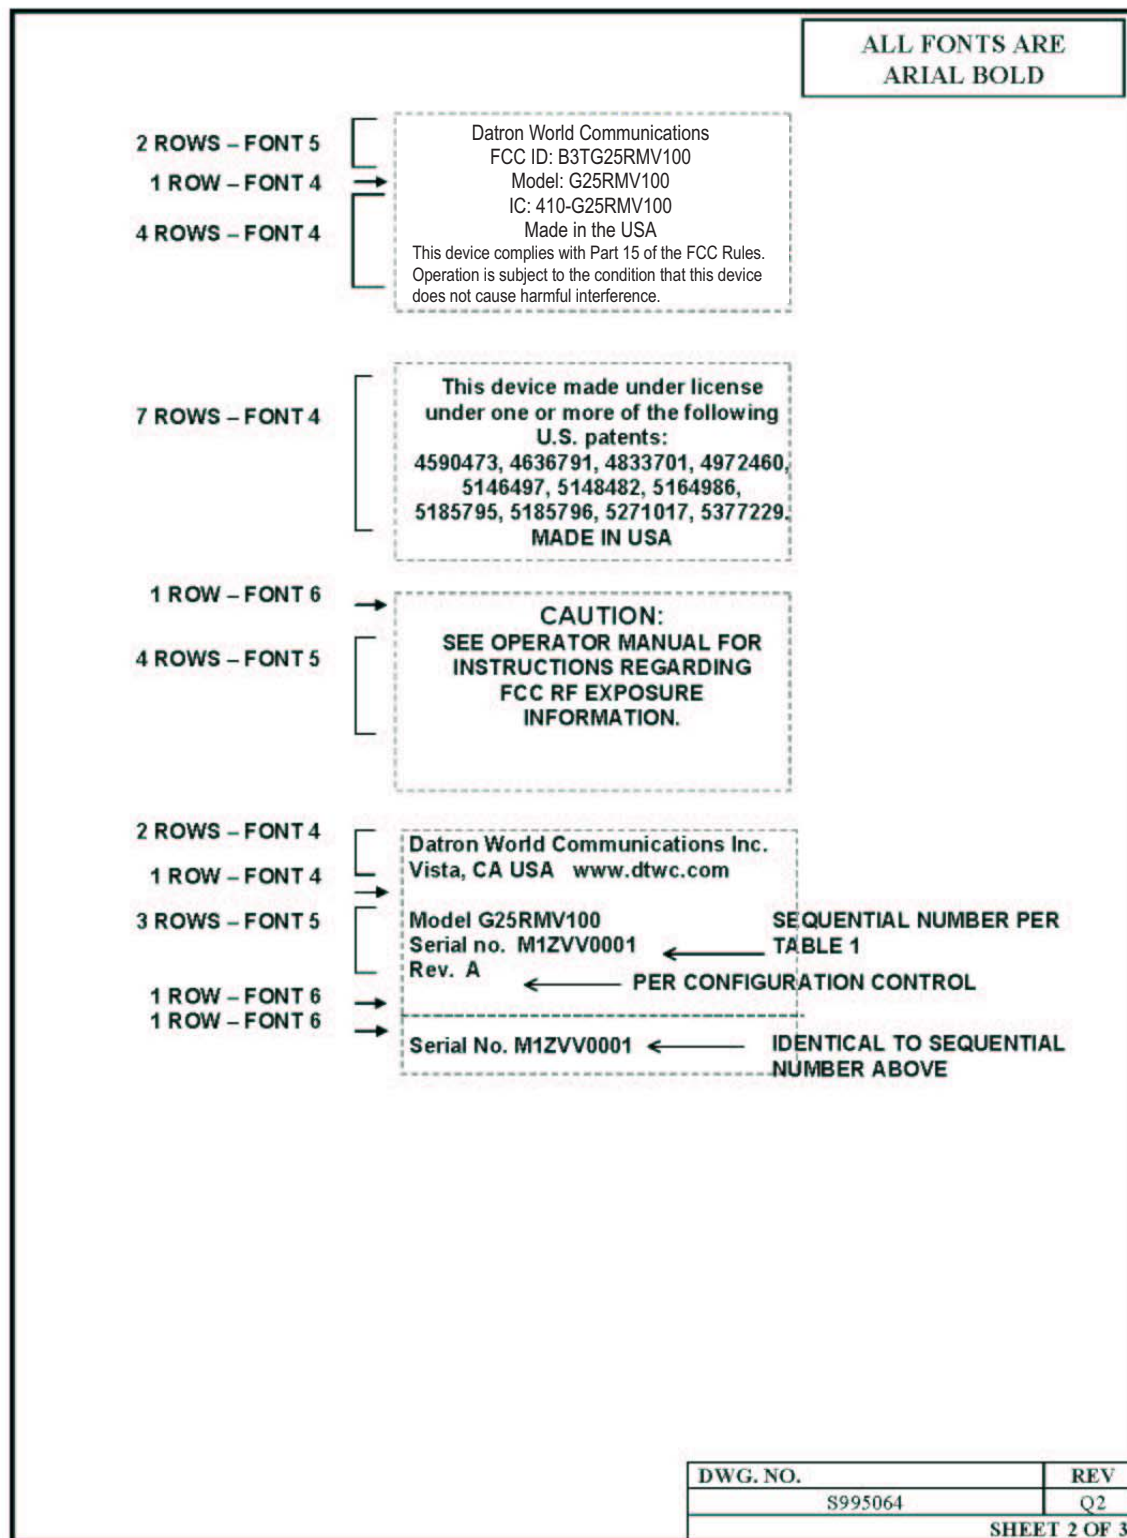 ALL FONTS ARE
ARIAL BOLD
2 ROWS – FONT 5
1 ROW – FONT 4
4 ROWS – FONT 4
Datron World Communications
FCC ID: B3TG25RMV100
Model: G25RMV100
IC: 410-G25RMV100
Made in the USA
This device complies with Part 15 of the FCC Rules.
Operation is subject to the condition that this device
does not cause harmful interference.
7 ROWS – FONT 4
This device made under license
under one or more of the following
U.S. patents:
4590473, 4636791, 4833701, 4972460,
5146497, 5148482, 5164986,
5185795, 5185796, 5271017, 5377229.
MADE IN USA
1 ROW – FONT 6
4 ROWS – FONT 5
CAUTION:
SEE OPERATOR MANUAL FOR
INSTRUCTIONS REGARDING
FCC RF EXPOSURE
INFORMATION.
2 ROWS – FONT 4
1 ROW – FONT 4
3 ROWS – FONT 5
1 ROW – FONT 6
1 ROW – FONT 6
Datron World Communications Inc.
Vista, CA USA www.dtwc.com
Model G25RMV100
Serial no. M1ZVV0001
Rev. A
SEQUENTIAL NUMBER PER
TABLE 1
PER CONFIGURATION CONTROL
Serial No. M1ZVV0001
IDENTICAL TO SEQUENTIAL
NUMBER ABOVE
DWG. NO. REV
S995064 Q2
SHEET 2 OF 3